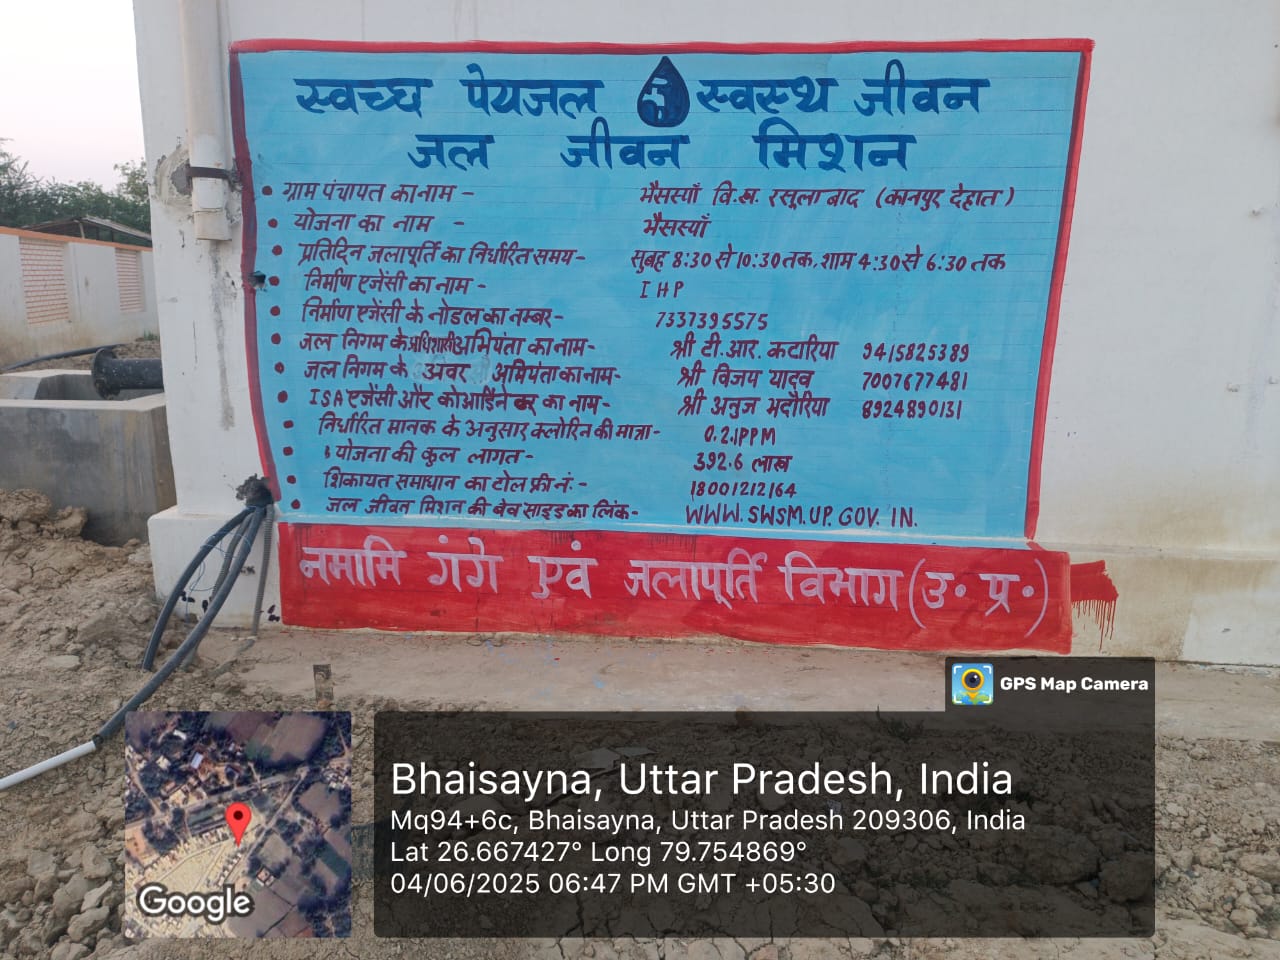 स्वच्छ पेयजल स्वस्थ जीवन
जल जीवन मिशन
• ग्राम पंचायत का नाम - भैसस्याँ वि.ख. रसूलाबाद (कानपुर देहात)
• योजना का नाम - भैसस्याँ
• प्रतिदिन जलापूर्ति का निर्धारित समय- सुबह 8:30 से 10:30 तक, शाम 4:30 से 6:30 तक
• निर्माण एजेंसी का नाम - IHP
• निर्माण एजेंसी के नोडल का नम्बर- 7337395575
• जल निगम के अधिशासी अभियंता का नाम- श्री टी.आर. कटारिया 9415825389
• जल निगम के अवर अभियंता का नाम- श्री विजय यादव 7007677481
• ISA एजेंसी और कोआर्डिनेटर का नाम- श्री अनुज भदौरिया 8924890131
• निर्धारित मानक के अनुसार क्लोरिन की मात्रा- 0.2.1PPM
• योजना की कुल लागत- 392.6 लाख
• शिकायत समाधान का टोल फ्री नं:- 18001212164
• जल जीवन मिशन की बेव साइड का लिंक- WWW.SWSM.UP.GOV.IN.
नमामि गंगे एवं जलापूर्ति विभाग (उ॰ प्र॰)
GPS Map Camera
Bhaisayna, Uttar Pradesh, India
Mq94+6c, Bhaisayna, Uttar Pradesh 209306, India
Lat 26.667427° Long 79.754869°
04/06/2025 06:47 PM GMT +05:30
Google